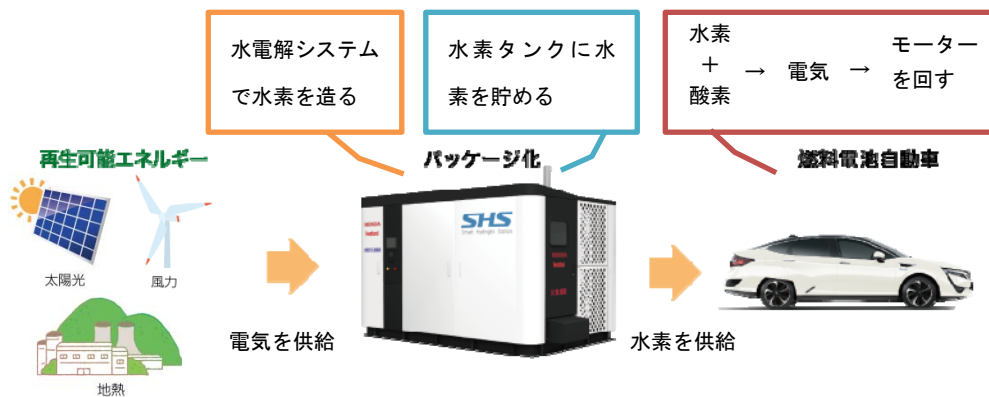 水電解システム
で水素を造る
水素タンクに水
素を貯める
水素
+
酸素
→ 電気 →
モーター
を回す
再生可能エネルギー
パッケージ化
燃料電池自動車
SHS
Smart Hydrogen Station
HONDA
太陽光
風力
電気を供給
水素を供給
地熱